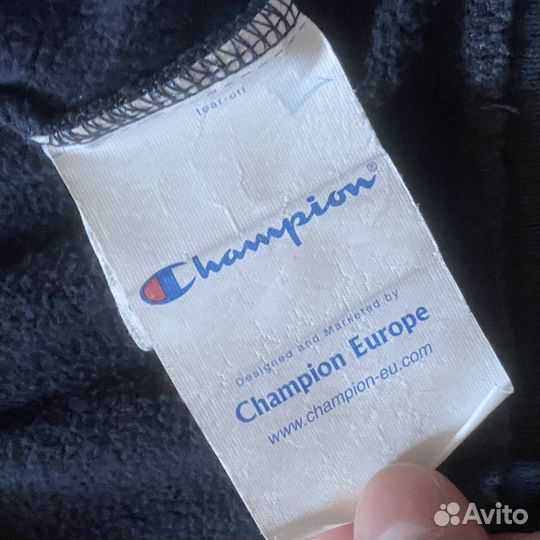 tear-off
Champion®
Designed and Marketed by
Champion Europe
www.champion-eu.com
Avito